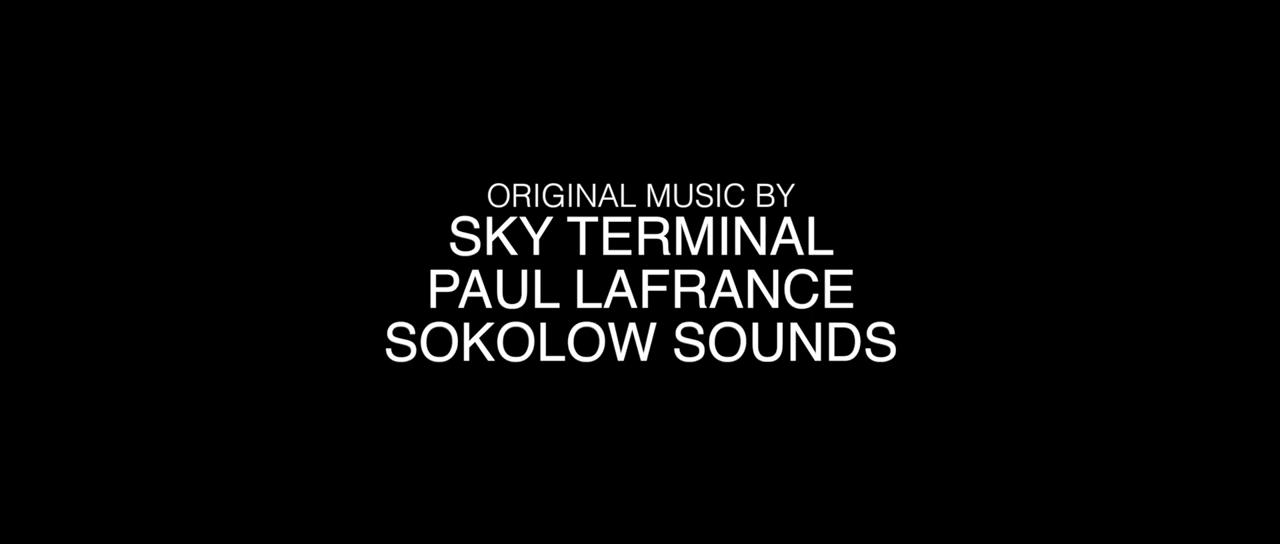 ORIGINAL MUSIC BY
SKY TERMINAL
PAUL LAFRANCE
SOKOLOW SOUNDS